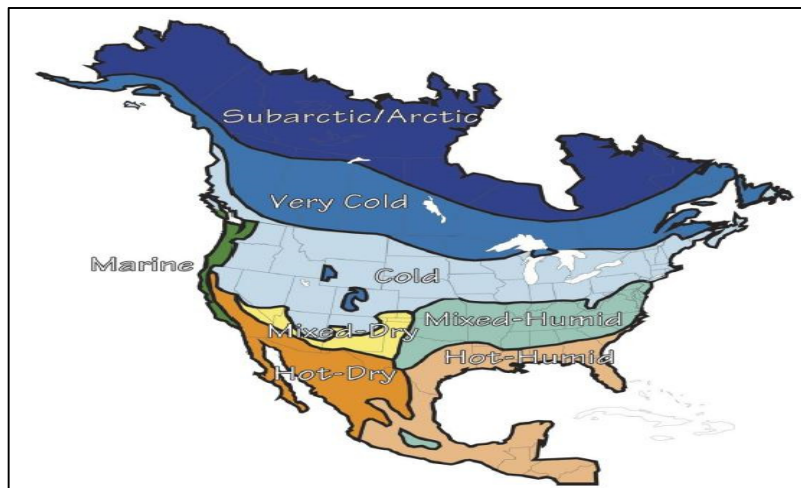 Subarctic/Arctic
Very Cold
Marine
Cold
Mixed-Humid
Mixed-Dry
Hot-Humid
Hot-Dry